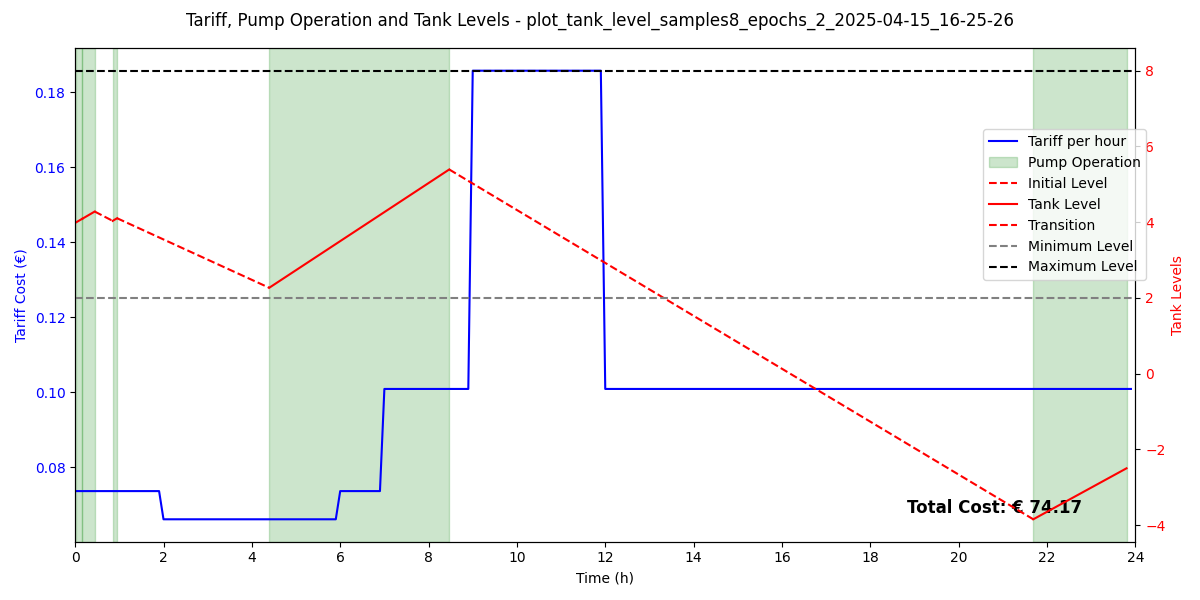 Tariff, Pump Operation and Tank Levels - plot_tank_level_samples8_epochs_2_2025-04-15_16-25-26
0.18
0.16
0.14
0.12
0.10
0.08
Tariff Cost (€)
8
6
4
2
0
−2
−4
Tank Levels
Tariff per hour
Pump Operation
Initial Level
Tank Level
Transition
Minimum Level
Maximum Level
Total Cost: € 74.17
0 2 4 6 8 10 12 14 16 18 20 22 24
Time (h)